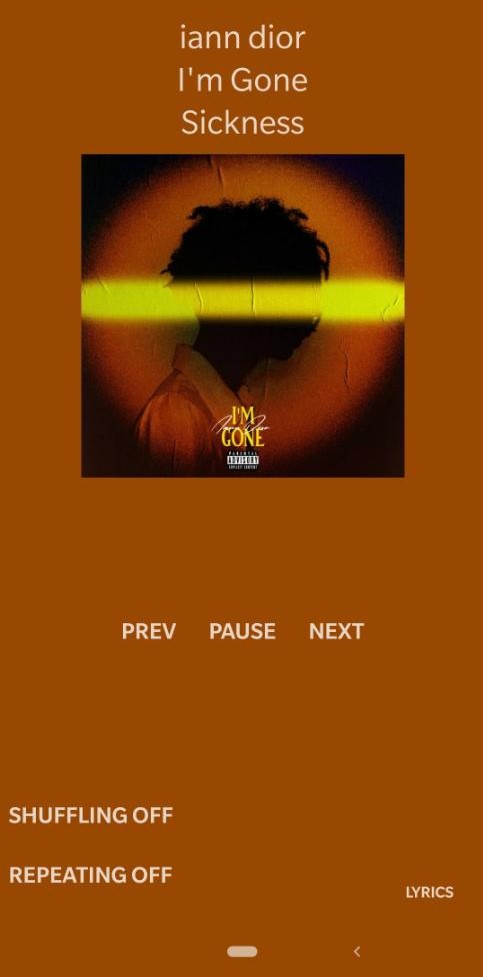 iann dior
I'm Gone
Sickness
I'M
Iann Dior
GONE
PARENTAL
ADVISORY
EXPLICIT CONTENT
PREV PAUSE NEXT
SHUFFLING OFF
REPEATING OFF
LYRICS